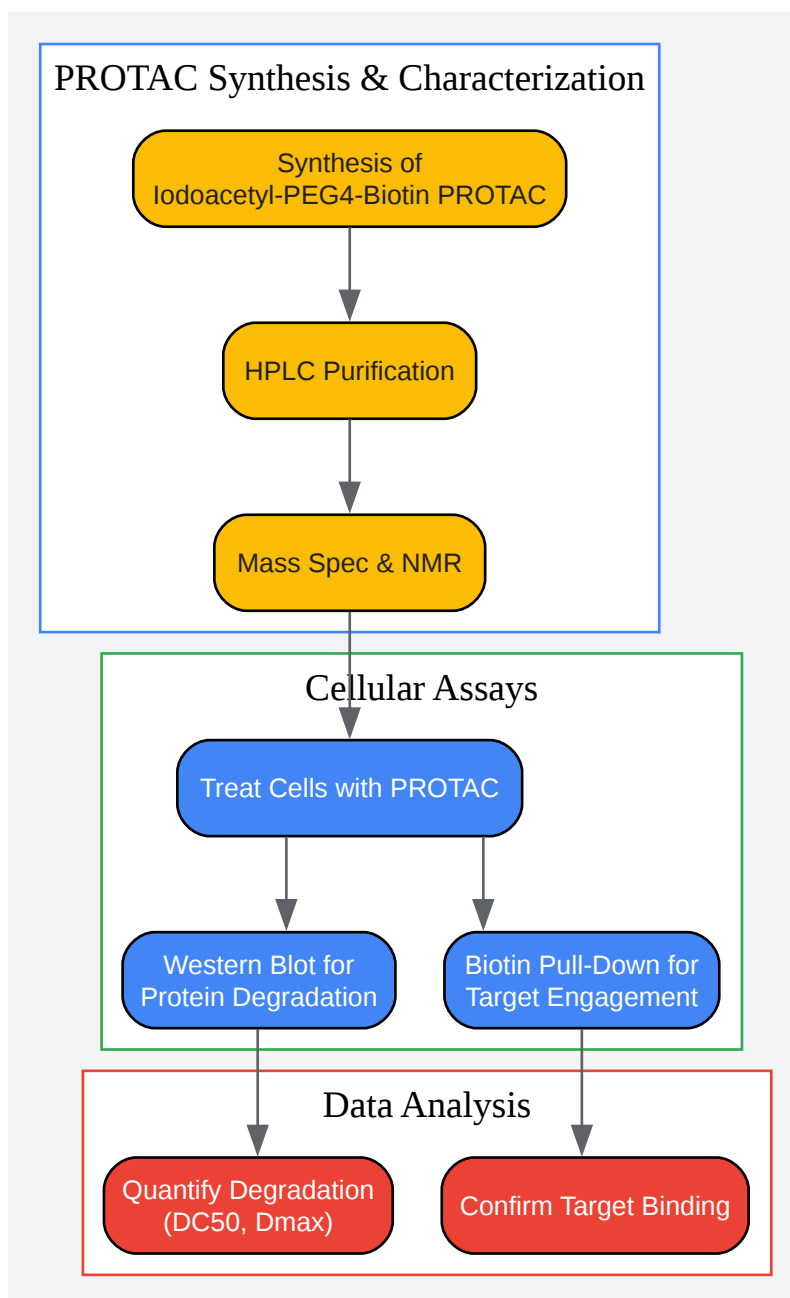 PROTAC Synthesis & Characterization
Synthesis of
Iodoacetyl-PEG4-Biotin PROTAC
HPLC Purification
Mass Spec & NMR
Cellular Assays
Treat Cells with PROTAC
Western Blot for
Protein Degradation
Biotin Pull-Down for
Target Engagement
Data Analysis
Quantify Degradation
(DC50, Dmax)
Confirm Target Binding